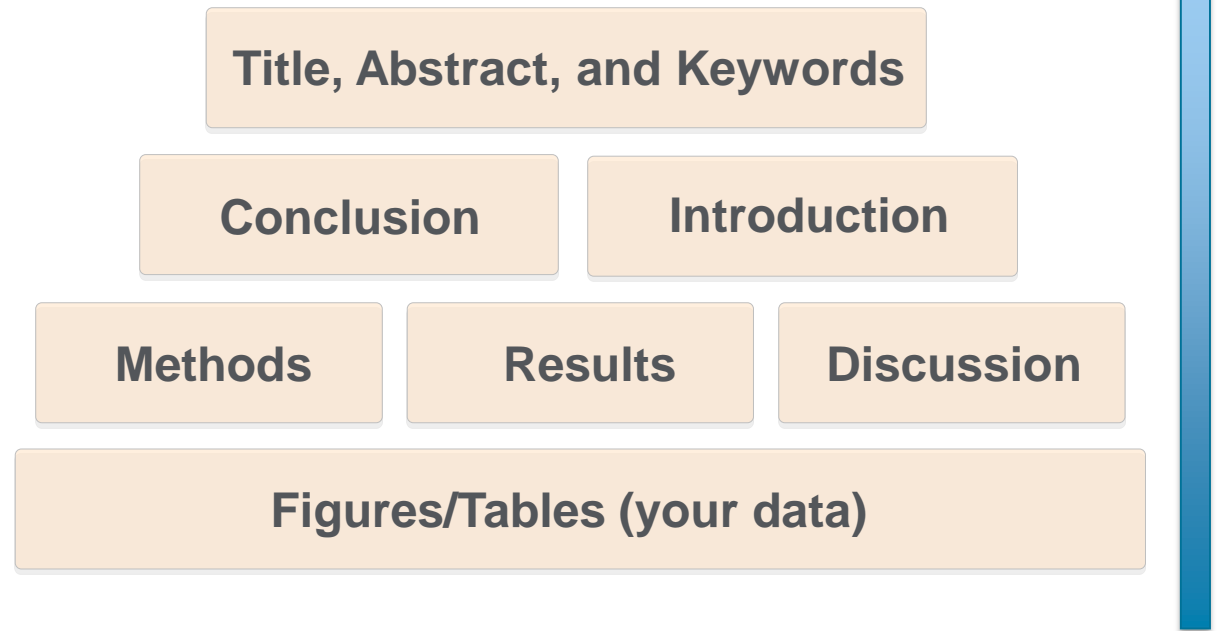 Title, Abstract, and Keywords
Conclusion
Introduction
Methods
Results
Discussion
Figures/Tables (your data)